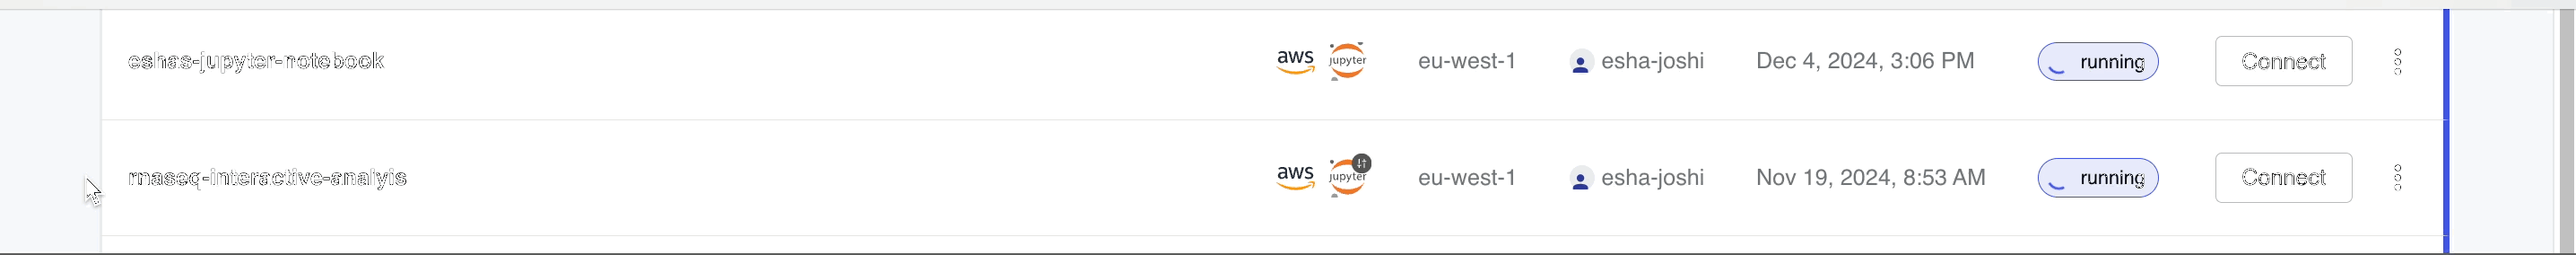 eshas-jupyter-notebook aws jupyter eu-west-1 esha-joshi Dec 4, 2024, 3:06 PM running Connect
rnaseq-interactive-analyis aws jupyter eu-west-1 esha-joshi Nov 19, 2024, 8:53 AM running Connect